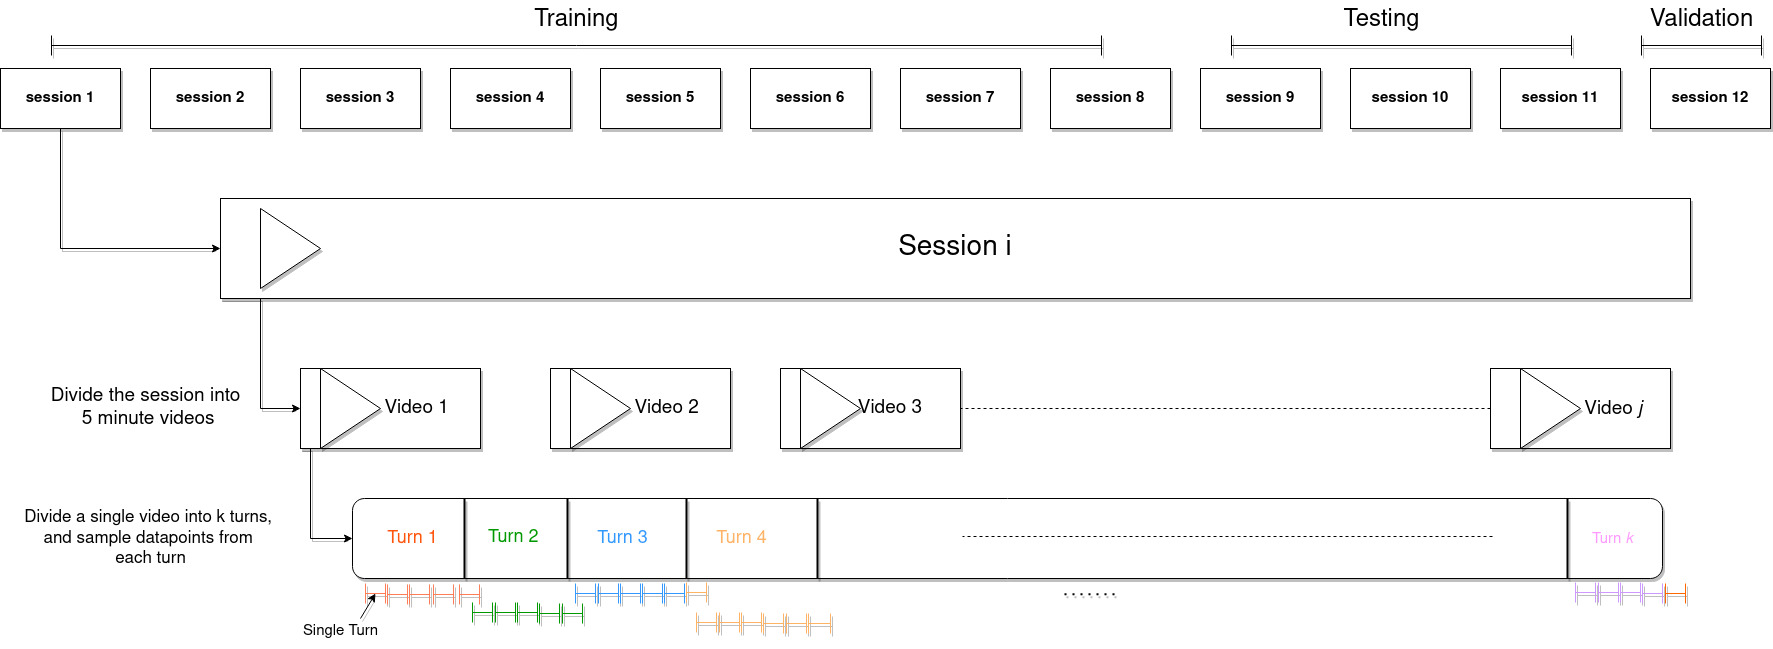 Training
Testing
Validation
session 1
session 2
session 3
session 4
session 5
session 6
session 7
session 8
session 9
session 10
session 11
session 12
Session i
Divide the session into
5 minute videos
Video 1
Video 2
Video 3
Video j
Divide a single video into k turns,
and sample datapoints from
each turn
Turn 1
Turn 2
Turn 3
Turn 4
Turn k
Single Turn